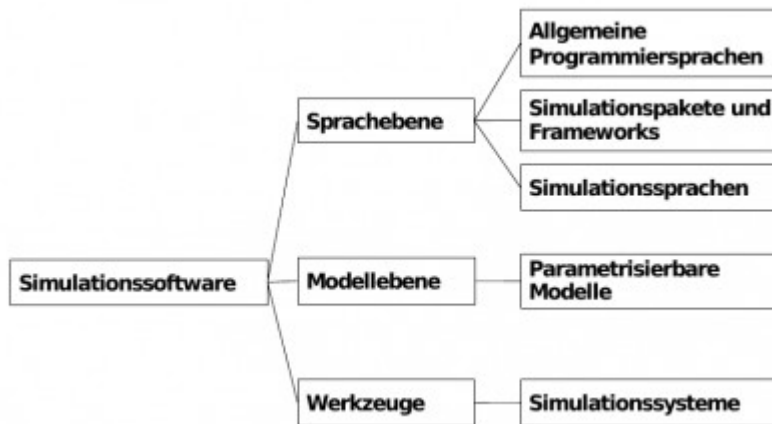 Simulationssoftware
Sprachebene
Allgemeine
Programmiersprachen
Simulationspakete und
Frameworks
Simulationssprachen
Modellebene
Parametrisierbare
Modelle
Werkzeuge
Simulationssysteme